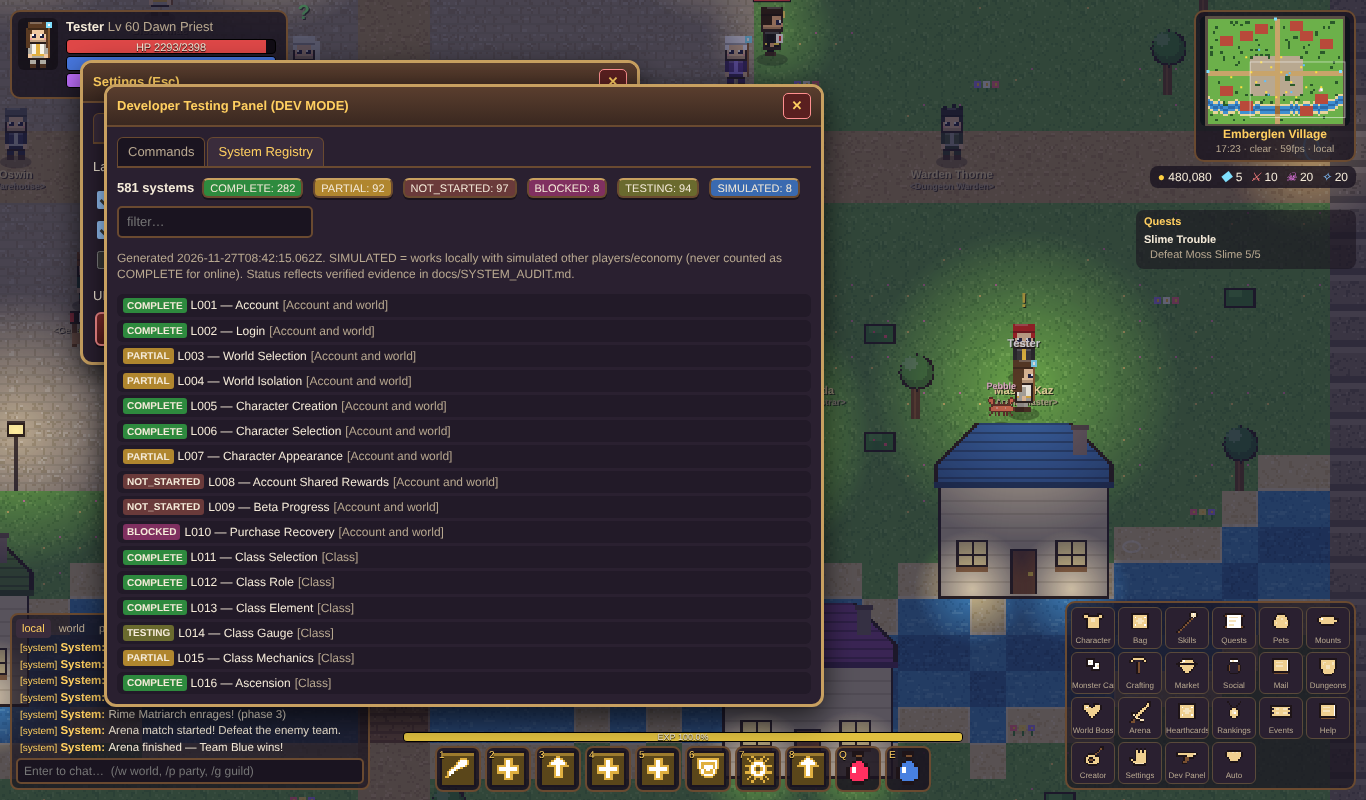 Tester Lv 60 Dawn Priest
HP 2293/2398
?
Settings (Esc)
×
Developer Testing Panel (DEV MODE)
×
Commands
System Registry
581 systems
COMPLETE: 282
PARTIAL: 92
NOT_STARTED: 97
BLOCKED: 8
TESTING: 94
SIMULATED: 8
filter…
Generated 2026-11-27T08:42:15.062Z. SIMULATED = works locally with simulated other players/economy (never counted as
COMPLETE for online). Status reflects verified evidence in docs/SYSTEM_AUDIT.md.
COMPLETE L001 — Account [Account and world]
COMPLETE L002 — Login [Account and world]
PARTIAL L003 — World Selection [Account and world]
PARTIAL L004 — World Isolation [Account and world]
COMPLETE L005 — Character Creation [Account and world]
COMPLETE L006 — Character Selection [Account and world]
PARTIAL L007 — Character Appearance [Account and world]
NOT_STARTED L008 — Account Shared Rewards [Account and world]
NOT_STARTED L009 — Beta Progress [Account and world]
BLOCKED L010 — Purchase Recovery [Account and world]
COMPLETE L011 — Class Selection [Class]
COMPLETE L012 — Class Role [Class]
COMPLETE L013 — Class Element [Class]
TESTING L014 — Class Gauge [Class]
PARTIAL L015 — Class Mechanics [Class]
COMPLETE L016 — Ascension [Class]
Emberglen Village
17:23 · clear · 59fps · local
480,080 5 10 20 20
Quests
Slime Trouble
Defeat Moss Slime 5/5
Oswin
Warden Thorne
<Dungeon Warden>
!
Tester
Pebble
Kaz
local
world
[system] System:
[system] System:
[system] System:
[system] System:
[system] System: Rime Matriarch enrages! (phase 3)
[system] System: Arena match started! Defeat the enemy team.
[system] System: Arena finished — Team Blue wins!
Enter to chat… (/w world, /p party, /g guild)
EXP 100.0%
1
2
3
4
5
6
7
8
Q
E
Character
Bag
Skills
Quests
Pets
Mounts
Monster Ca
Crafting
Market
Social
Mail
Dungeons
World Boss
Arena
Heartcards
Rankings
Events
Help
Creator
Settings
Dev Panel
Auto